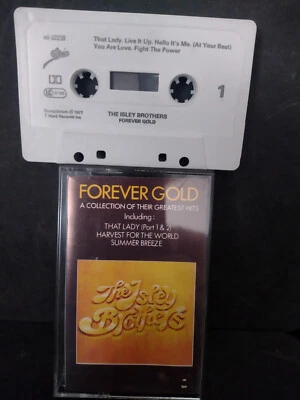 That Lady. Live It Up. Hello It's Me. (At Your Best)
You Are Love. Fight The Power
Epic
THE ISLEY BROTHERS
FOREVER GOLD
1
FOREVER GOLD
A COLLECTION OF THEIR GREATEST HITS
Including:
THAT LADY (Part 1 & 2)
HARVEST FOR THE WORLD
SUMMER BREEZE
The Isley
Brothers